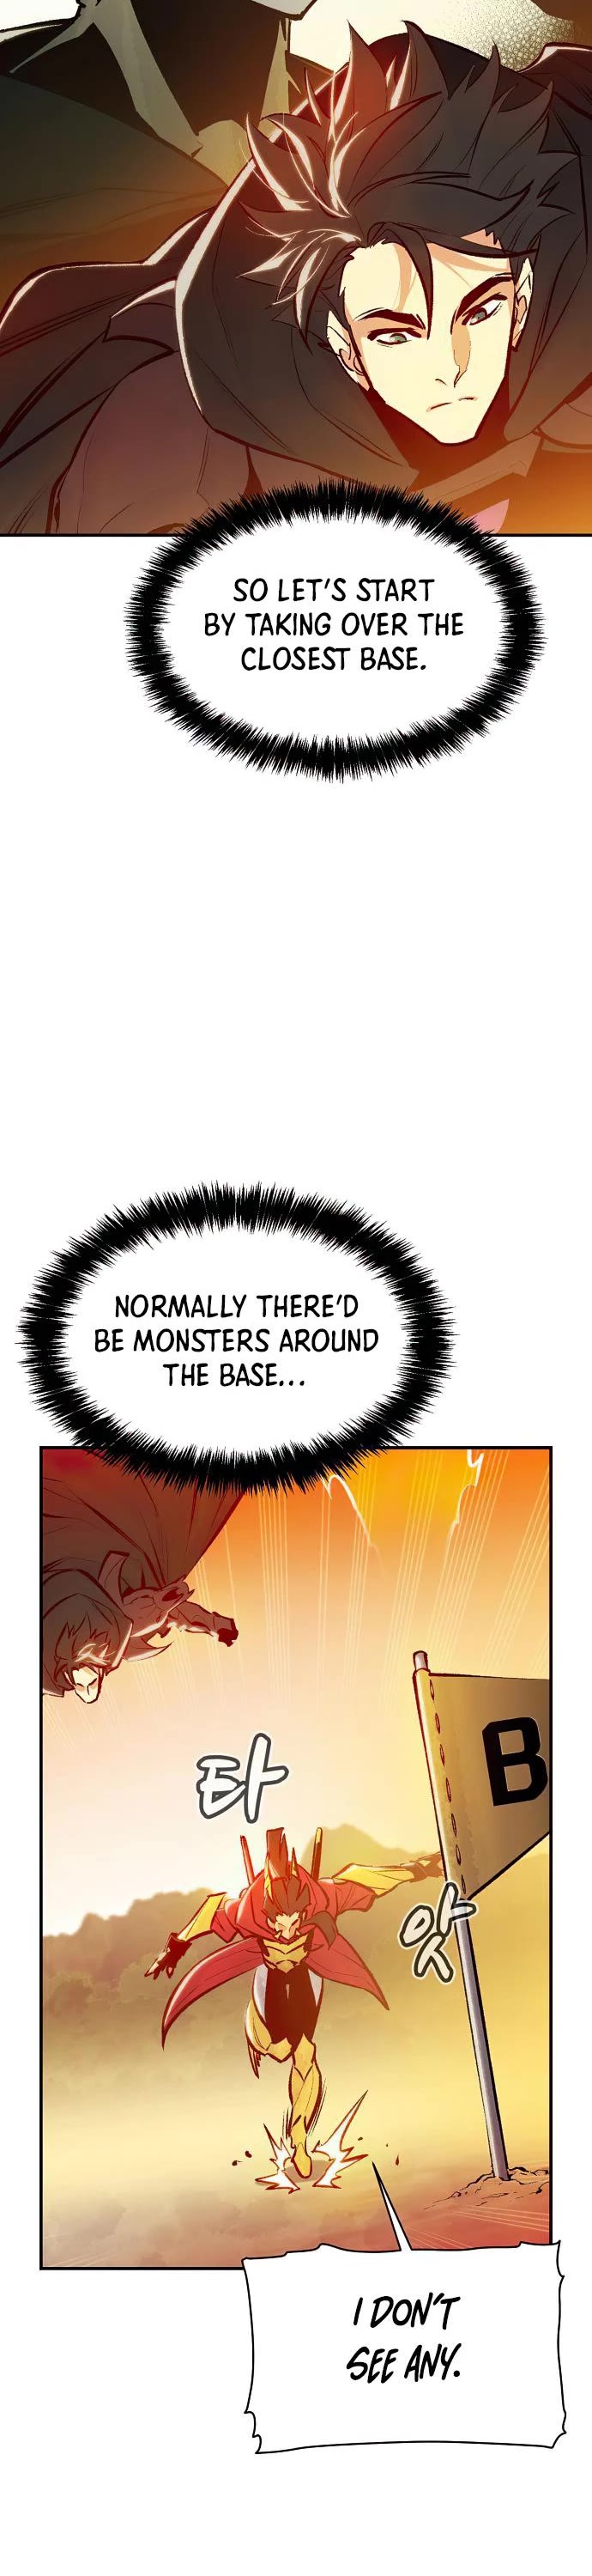 SO LET'S START
BY TAKING OVER THE
CLOSEST BASE.
NORMALLY THERE'D
BE MONSTERS AROUND
THE BASE...
B
타
앗
I DON'T
SEE ANY.